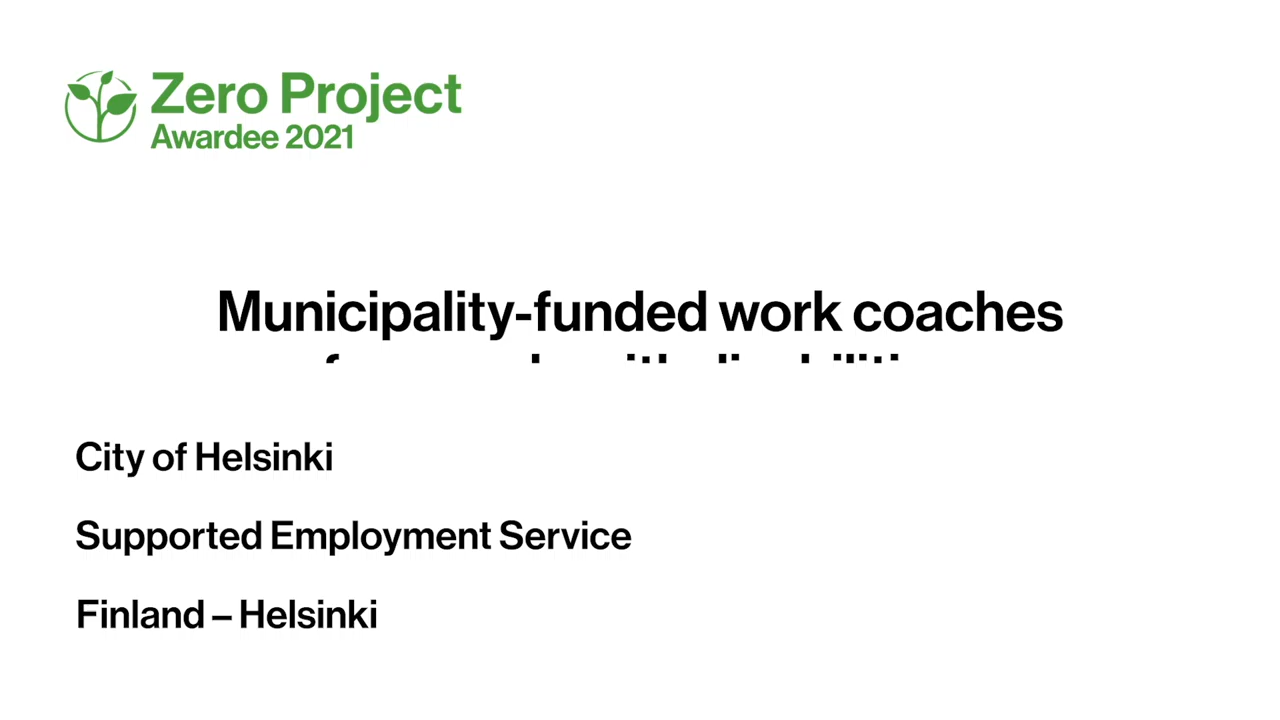 Zero Project
Awardee 2021
Municipality-funded work coaches
City of Helsinki
Supported Employment Service
Finland – Helsinki